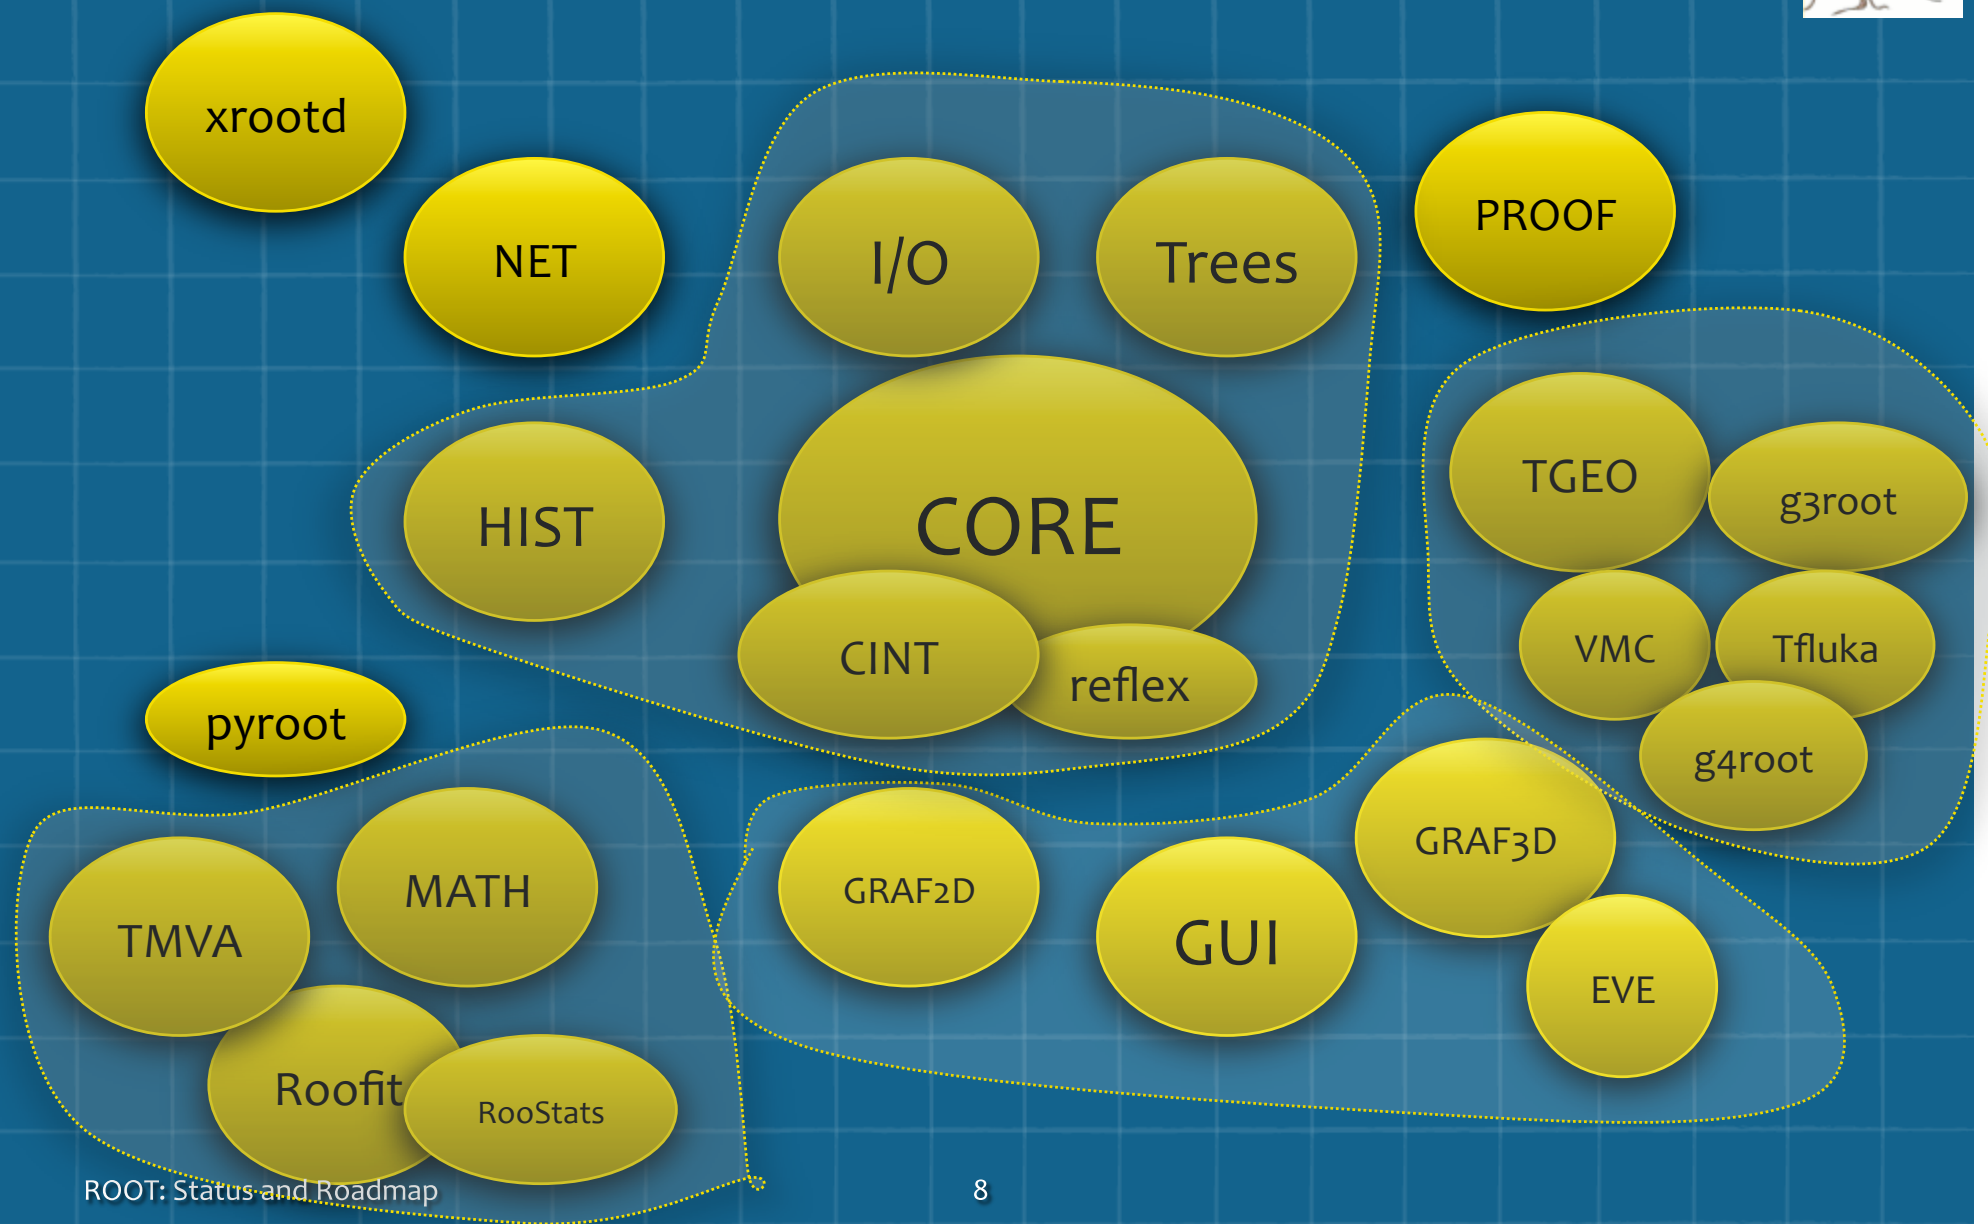 xrootd
NET
I/O
Trees
PROOF
HIST
CORE
TGEO
g3root
CINT
reflex
VMC
Tfluka
pyroot
g4root
TMVA
MATH
GRAF2D
GUI
GRAF3D
EVE
Roofit
RooStats
ROOT: Status and Roadmap
8